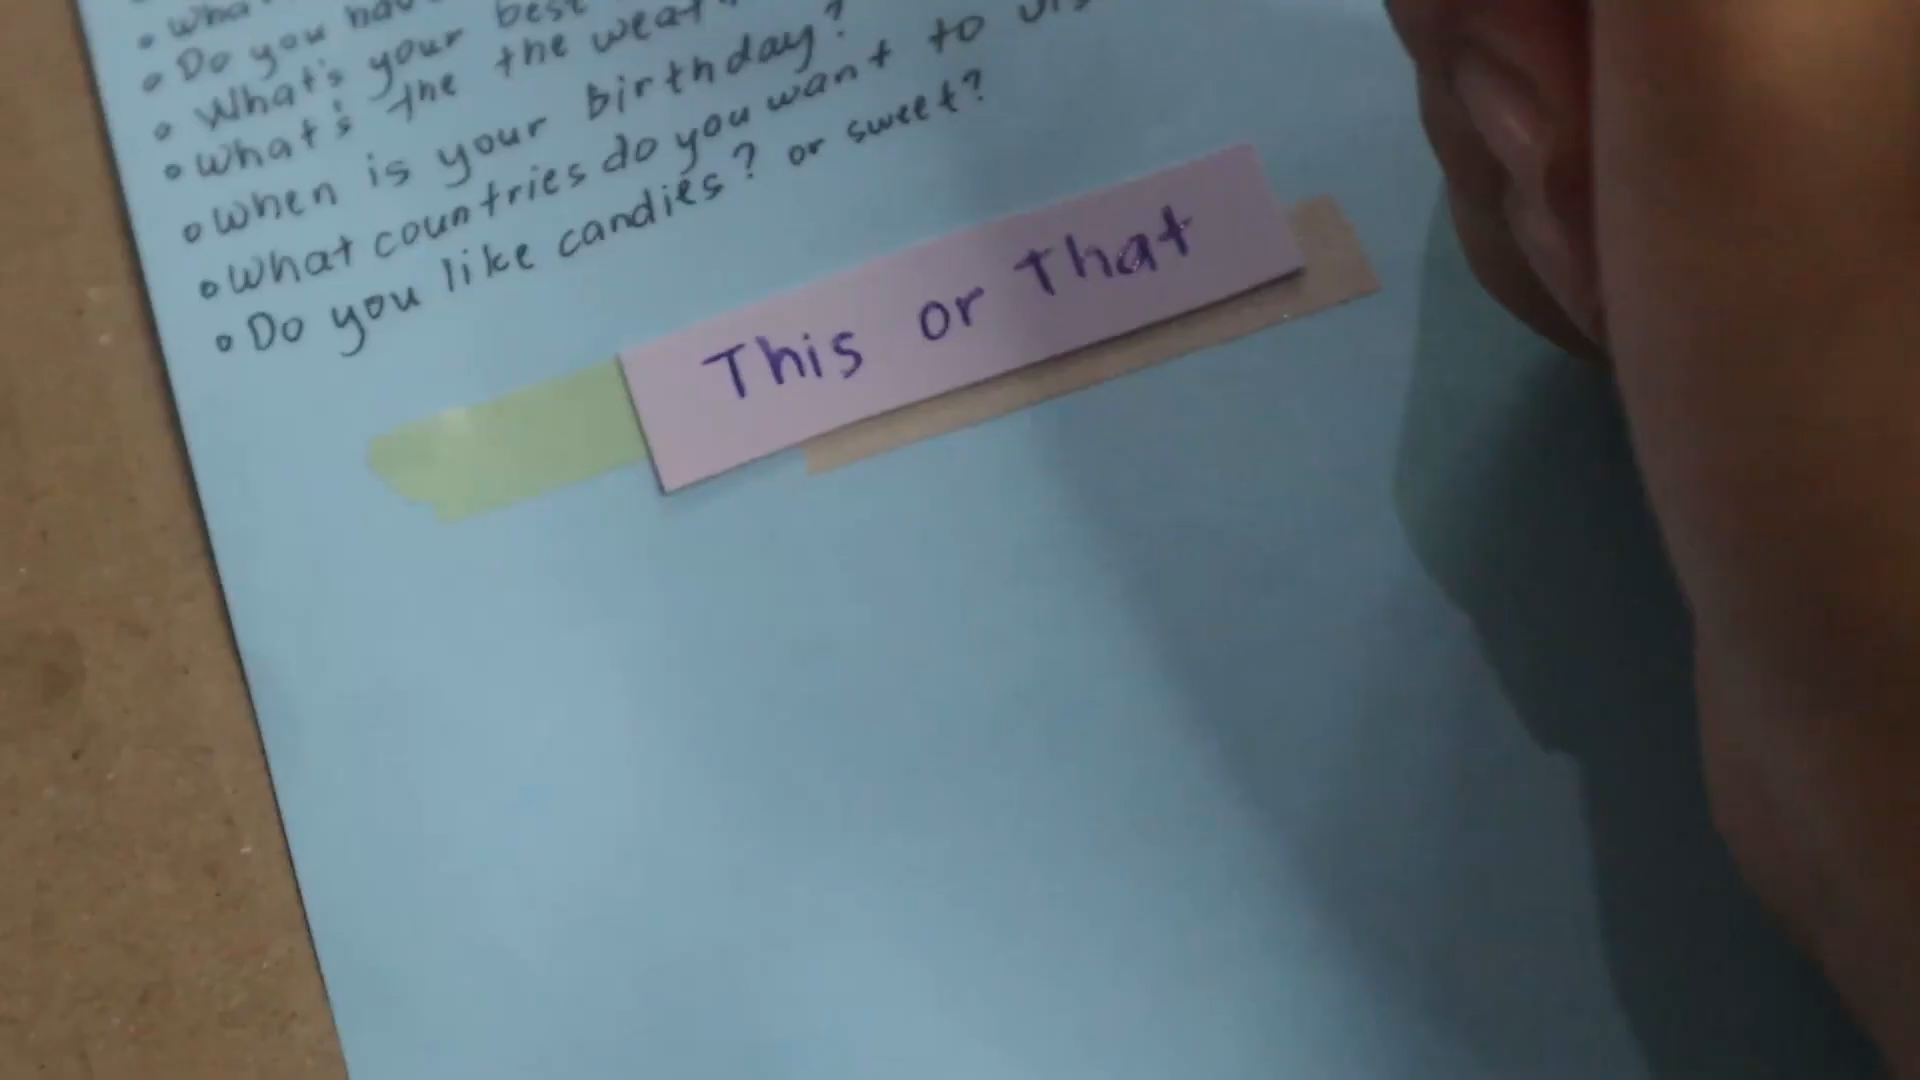 • Do you
• What's your best
• What's the the
• When is your birthday?
• What countries do you want to
• Do you like candies? or sweet?
This or That